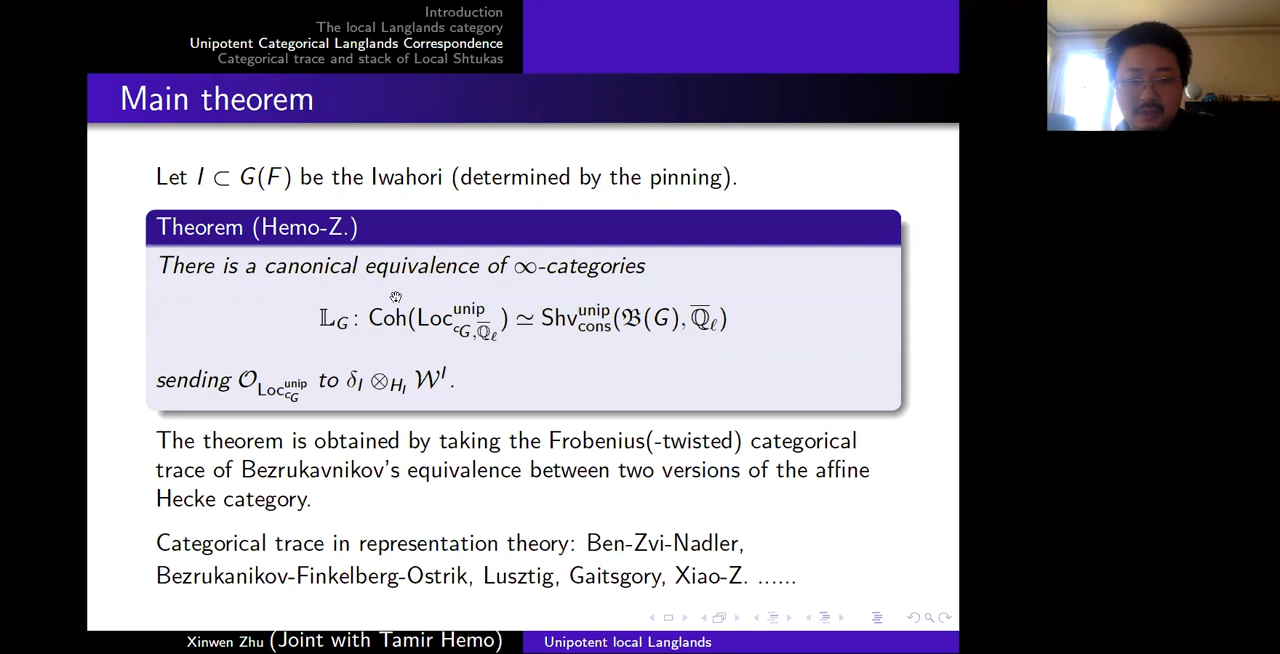 Introduction
The local Langlands category
Unipotent Categorical Langlands Correspondence
Categorical trace and stack of Local Shtukas
Main theorem
Let I ⊂ G(F) be the Iwahori (determined by the pinning).
Theorem (Hemo-Z.)
There is a canonical equivalence of ∞-categories
𝕃_G : Coh(Loc^{unip}_{^cG,\overline{ℚ}_ℓ}) ≃ Shv^{unip}_{cons}(𝔅(G), \overline{ℚ}_ℓ)
sending 𝒪_{Loc^{unip}_{^cG}} to δ_I ⊗_{H_I} 𝒲^I.
The theorem is obtained by taking the Frobenius(-twisted) categorical
trace of Bezrukavnikov's equivalence between two versions of the affine
Hecke category.
Categorical trace in representation theory: Ben-Zvi-Nadler,
Bezrukanikov-Finkelberg-Ostrik, Lusztig, Gaitsgory, Xiao-Z. ......
Xinwen Zhu (Joint with Tamir Hemo)
Unipotent local Langlands